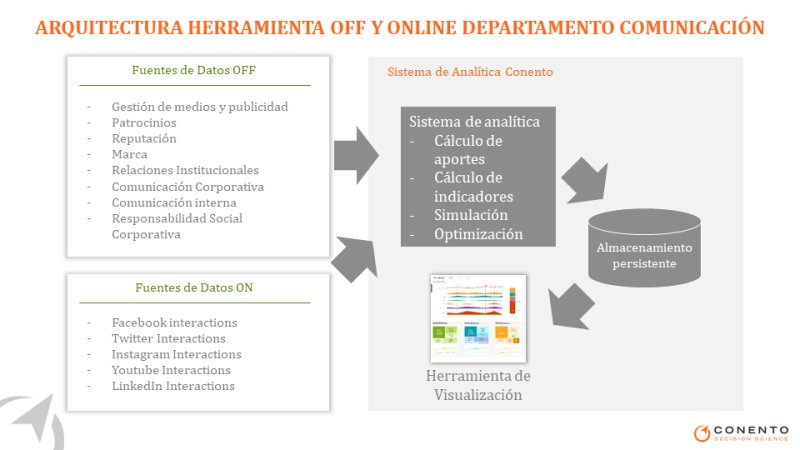 ARQUITECTURA HERRAMIENTA OFF Y ONLINE DEPARTAMENTO COMUNICACIÓN
Fuentes de Datos OFF
- Gestión de medios y publicidad
- Patrocinios
- Reputación
- Marca
- Relaciones Institucionales
- Comunicación Corporativa
- Comunicación interna
- Responsabilidad Social
Corporativa
Fuentes de Datos ON
- Facebook interactions
- Twitter Interactions
- Instagram Interactions
- Youtube Interactions
- LinkedIn Interactions
Sistema de Analítica Conento
Sistema de analítica
- Cálculo de
aportes
- Cálculo de
indicadores
- Simulación
- Optimización
Almacenamiento
persistente
Herramienta de
Visualización
CONENTO
DECISION SCIENCE